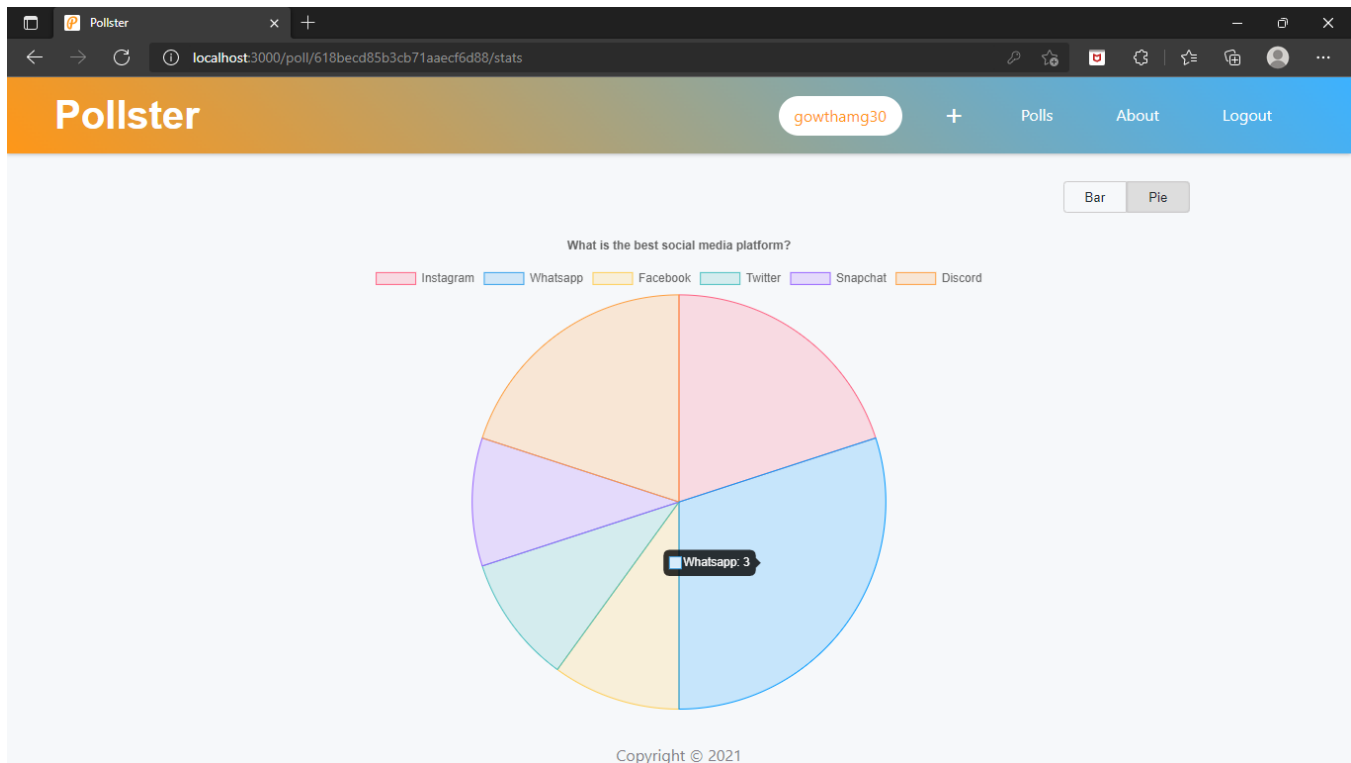 Pollster
localhost:3000/poll/618becd85b3cb71aaecf6d88/stats
Pollster gowthamg30 + Polls About Logout
Bar Pie
What is the best social media platform?
Instagram Whatsapp Facebook Twitter Snapchat Discord
Whatsapp: 3
Copyright © 2021